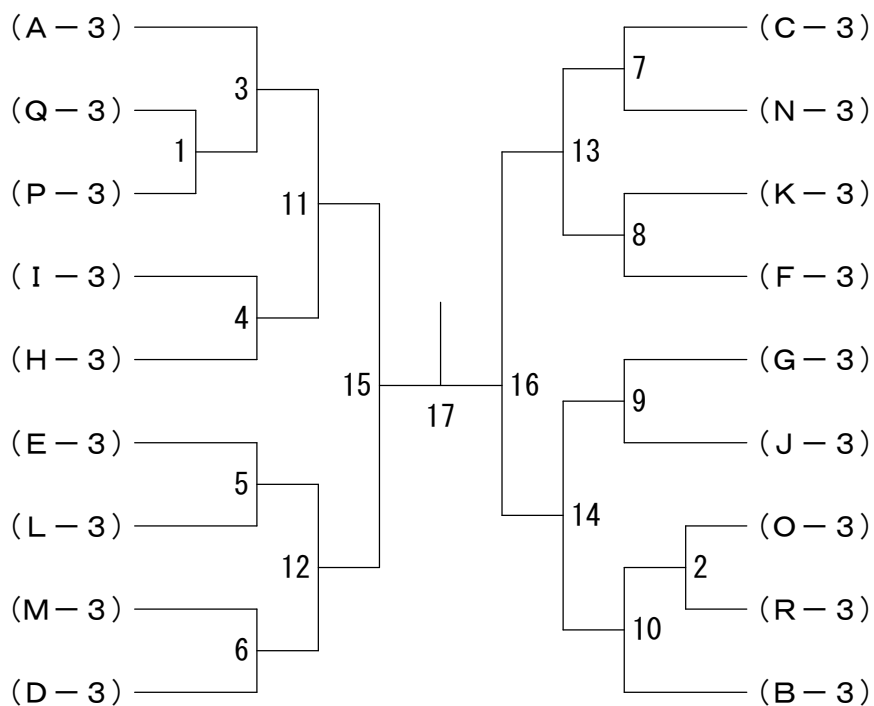 (A-3)
(Q-3)
(P-3)
(I-3)
(H-3)
(E-3)
(L-3)
(M-3)
(D-3)
3
1
11
4
15
5
12
6
17
7
13
8
16
9
14
2
10
(C-3)
(N-3)
(K-3)
(F-3)
(G-3)
(J-3)
(O-3)
(R-3)
(B-3)